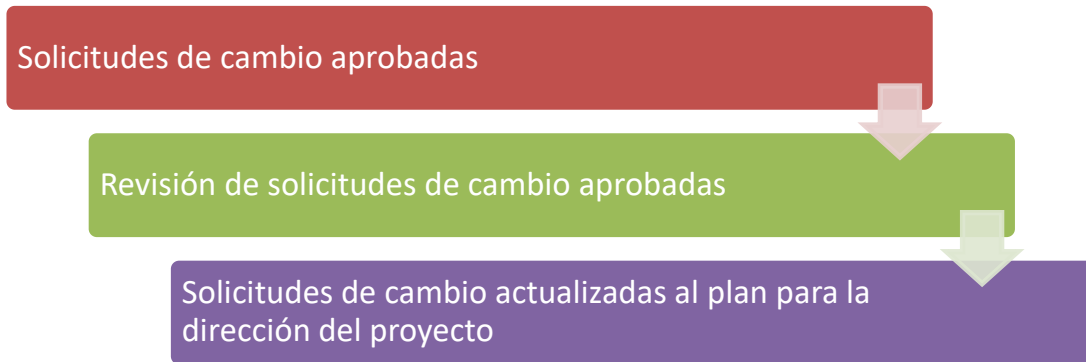 Solicitudes de cambio aprobadas
Revisión de solicitudes de cambio aprobadas
Solicitudes de cambio actualizadas al plan para la
dirección del proyecto